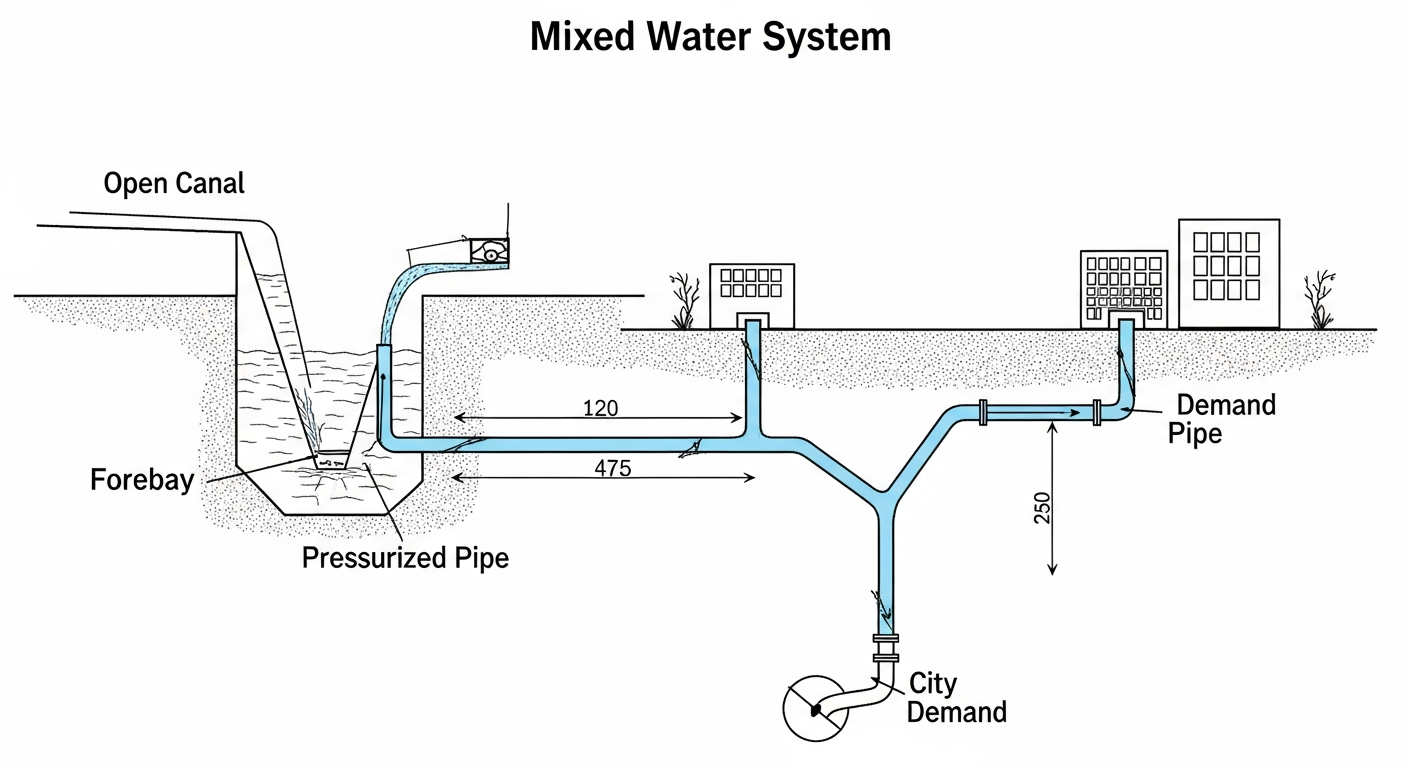 Mixed Water System
Open Canal
120
475
Forebay
Pressurized Pipe
Demand
Pipe
250
City
Demand